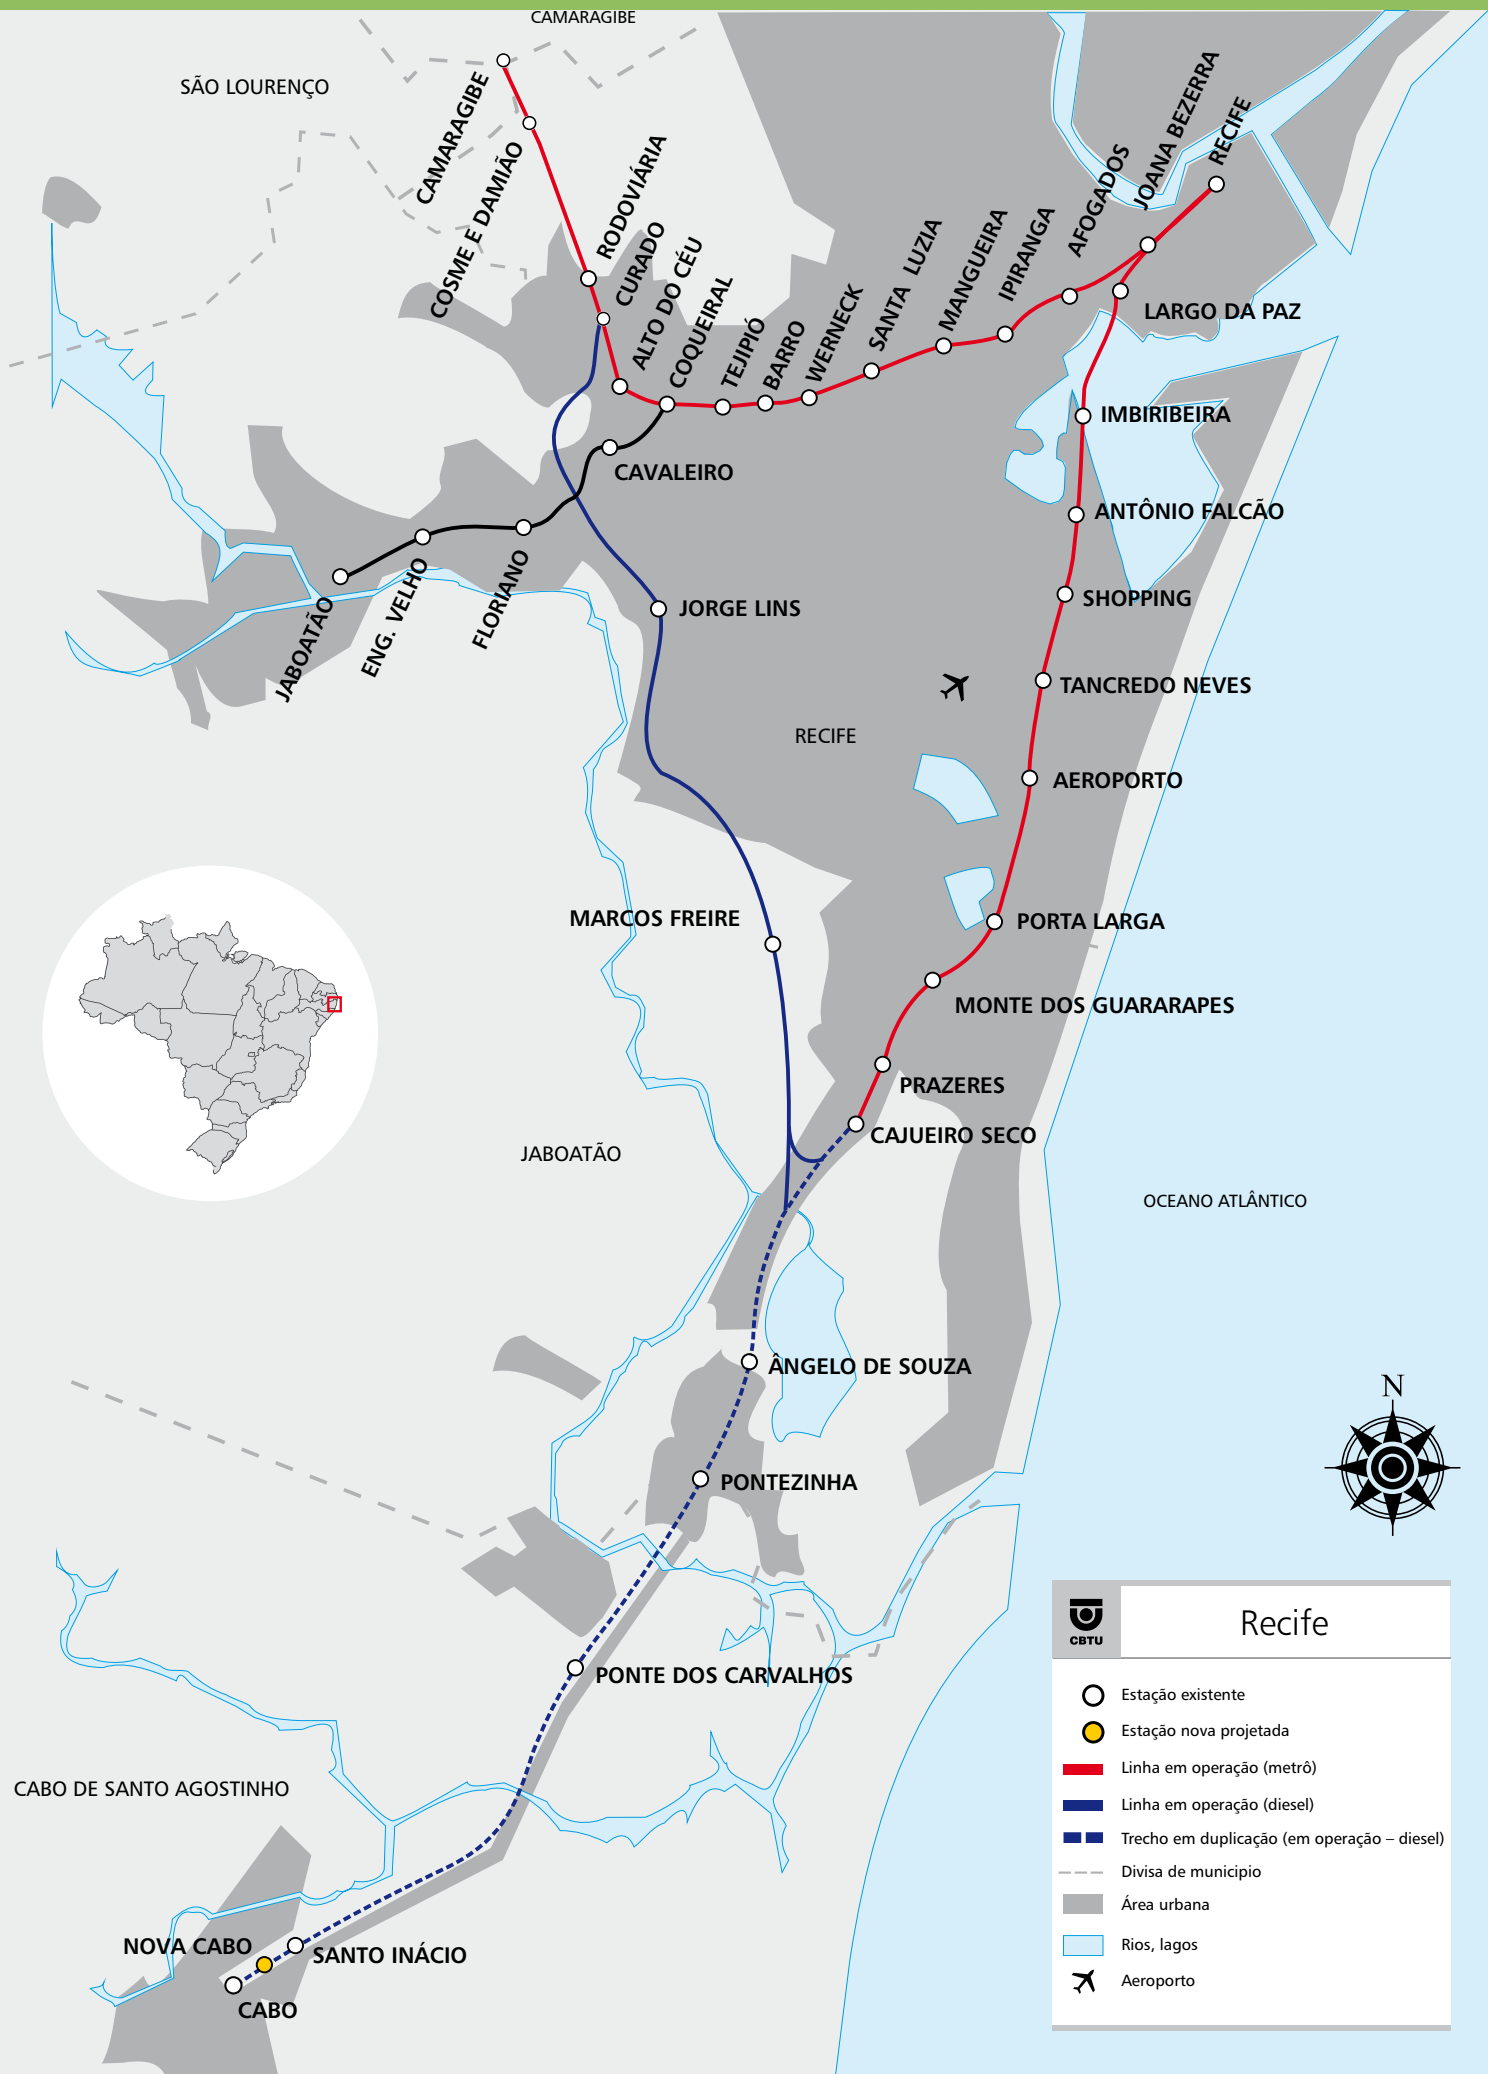 CAMARAGIBE
SÃO LOURENÇO
CAMARAGIBE
COSME E DAMIÃO
RODOVIÁRIA
CURADO
ALTO DO CÉU
COQUEIRAL
TEJIPIÓ
BARRO
WERNECK
SANTA LUZIA
MANGUEIRA
IPIRANGA
AFOGADOS
JOANA BEZERRA
RECIFE
LARGO DA PAZ
IMBIRIBEIRA
CAVALEIRO
ANTÔNIO FALCÃO
JABOATÃO
ENG. VELHO
FLORIANO
JORGE LINS
SHOPPING
TANCREDO NEVES
RECIFE
AEROPORTO
MARCOS FREIRE
PORTA LARGA
MONTE DOS GUARARAPES
PRAZERES
CAJUEIRO SECO
JABOATÃO
OCEANO ATLÂNTICO
ÂNGELO DE SOUZA
N
PONTEZINHA
PONTE DOS CARVALHOS
CABO DE SANTO AGOSTINHO
NOVA CABO
SANTO INÁCIO
CABO
CBTU
Recife
Estação existente
Estação nova projetada
Linha em operação (metrô)
Linha em operação (diesel)
Trecho em duplicação (em operação – diesel)
Divisa de municipio
Área urbana
Rios, lagos
Aeroporto